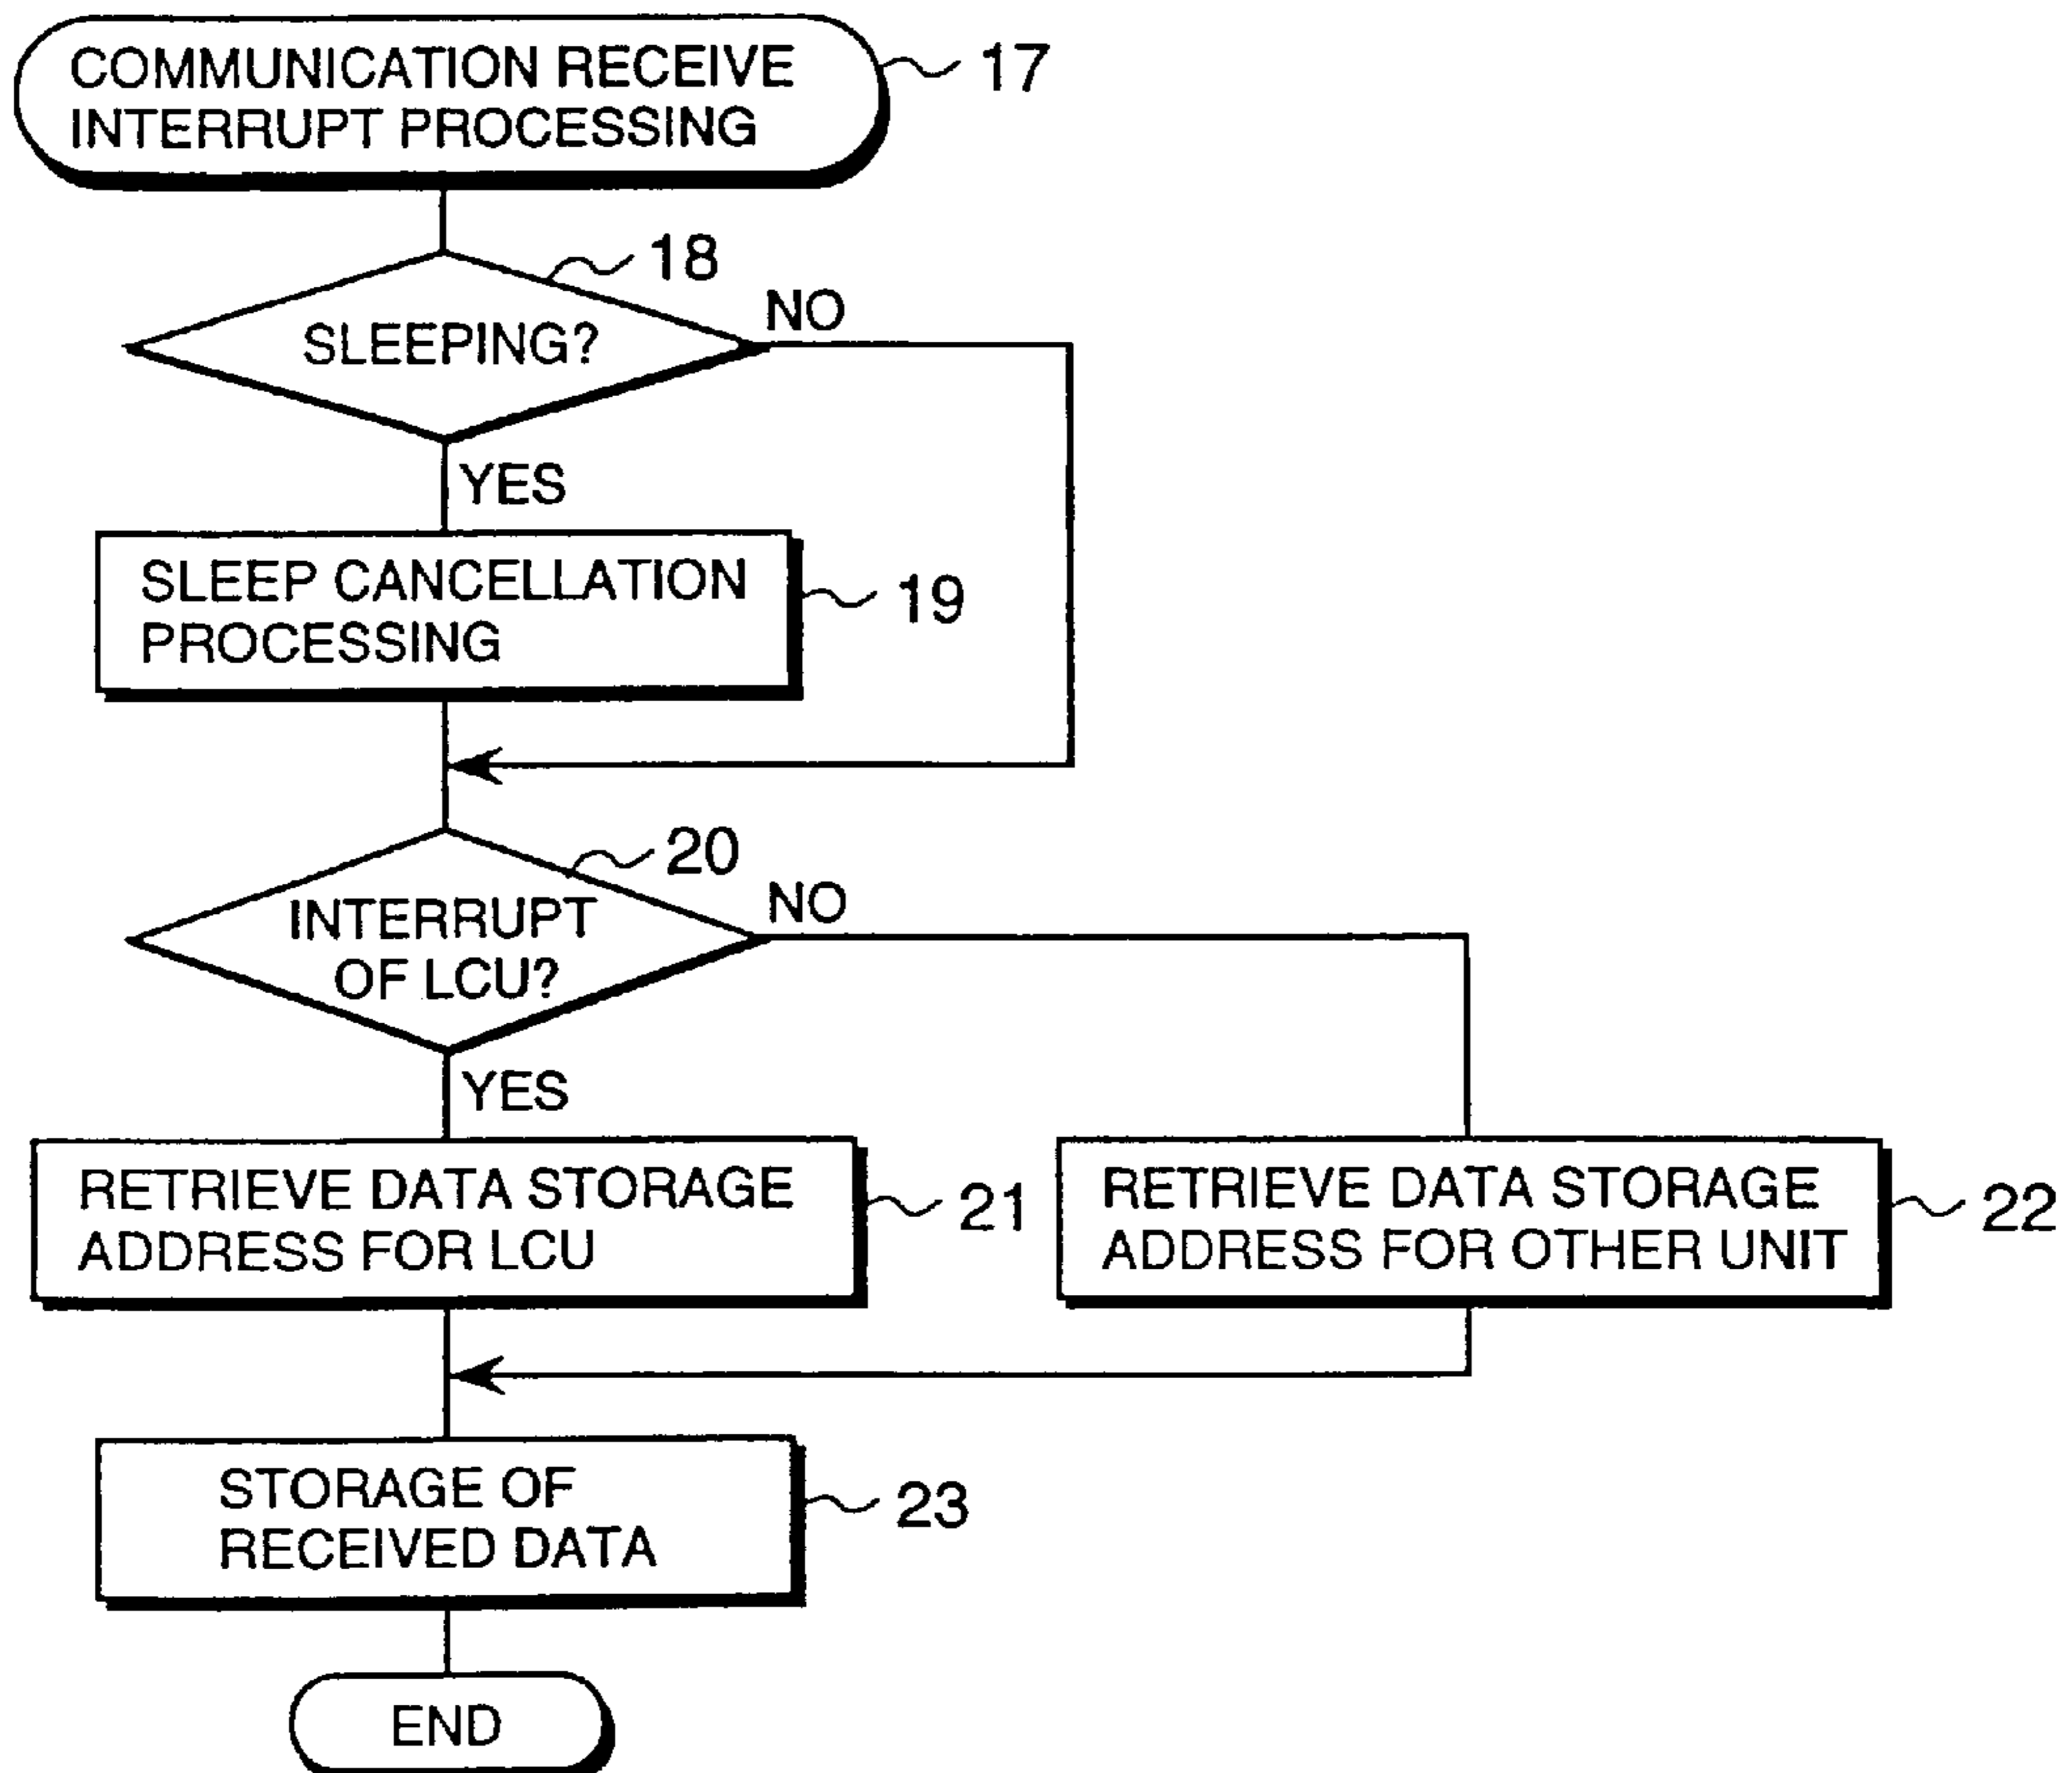 COMMUNICATION RECEIVE
INTERRUPT PROCESSING
17
18
SLEEPING?
NO
YES
SLEEP CANCELLATION
PROCESSING
19
20
INTERRUPT
OF LCU?
NO
YES
RETRIEVE DATA STORAGE
ADDRESS FOR LCU
21
RETRIEVE DATA STORAGE
ADDRESS FOR OTHER UNIT
22
STORAGE OF
RECEIVED DATA
23
END